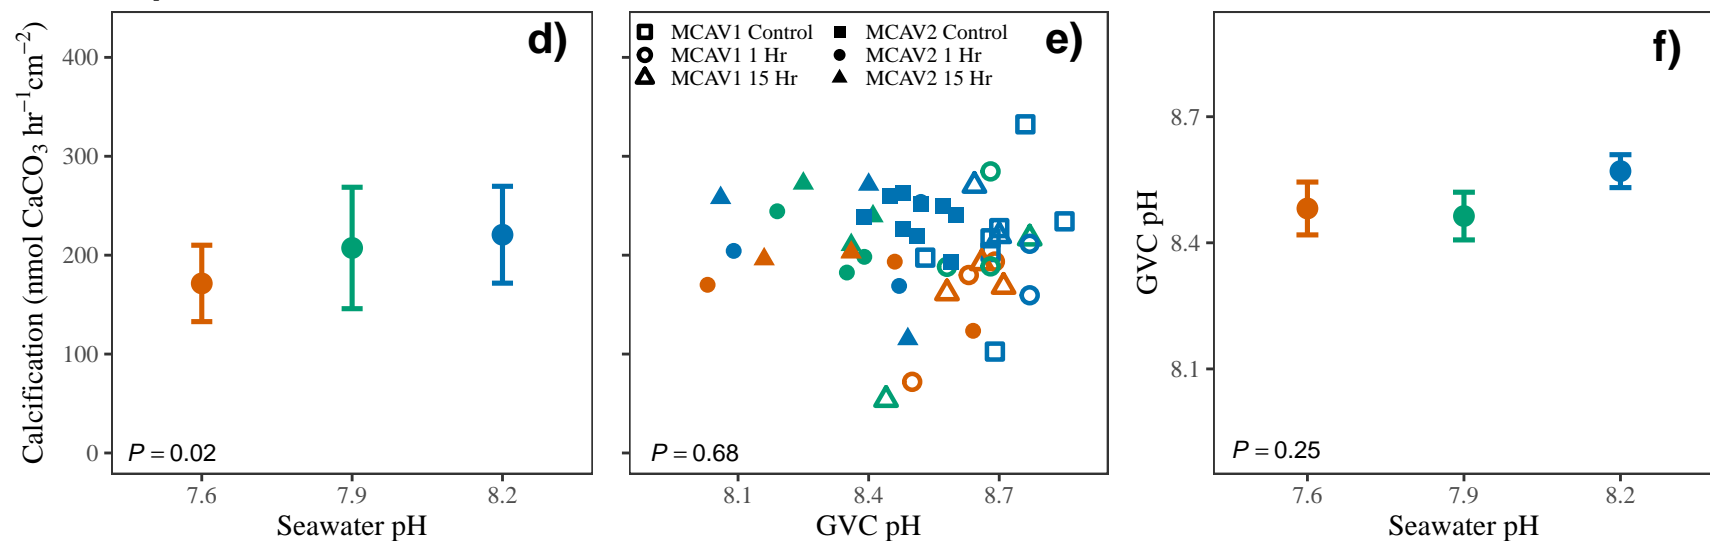 d)
Calcification (nmol CaCO₃ hr⁻¹cm⁻²)
400
300
200
100
0
P = 0.02
7.6 7.9 8.2
Seawater pH
e)
MCAV1 Control MCAV2 Control
MCAV1 1 Hr MCAV2 1 Hr
MCAV1 15 Hr MCAV2 15 Hr
P = 0.68
8.1 8.4 8.7
GVC pH
f)
GVC pH
8.7
8.4
8.1
P = 0.25
7.6 7.9 8.2
Seawater pH